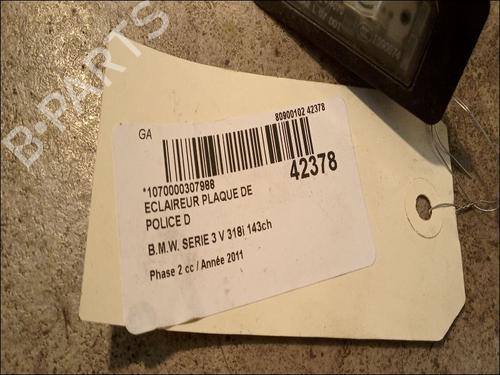 B-PARTS
GA
80900102 42378
42378
*1070000307988
ECLAIREUR PLAQUE DE
POLICE D
B.M.W. SERIE 3 V 318i 143ch
Phase 2 cc / Année 2011